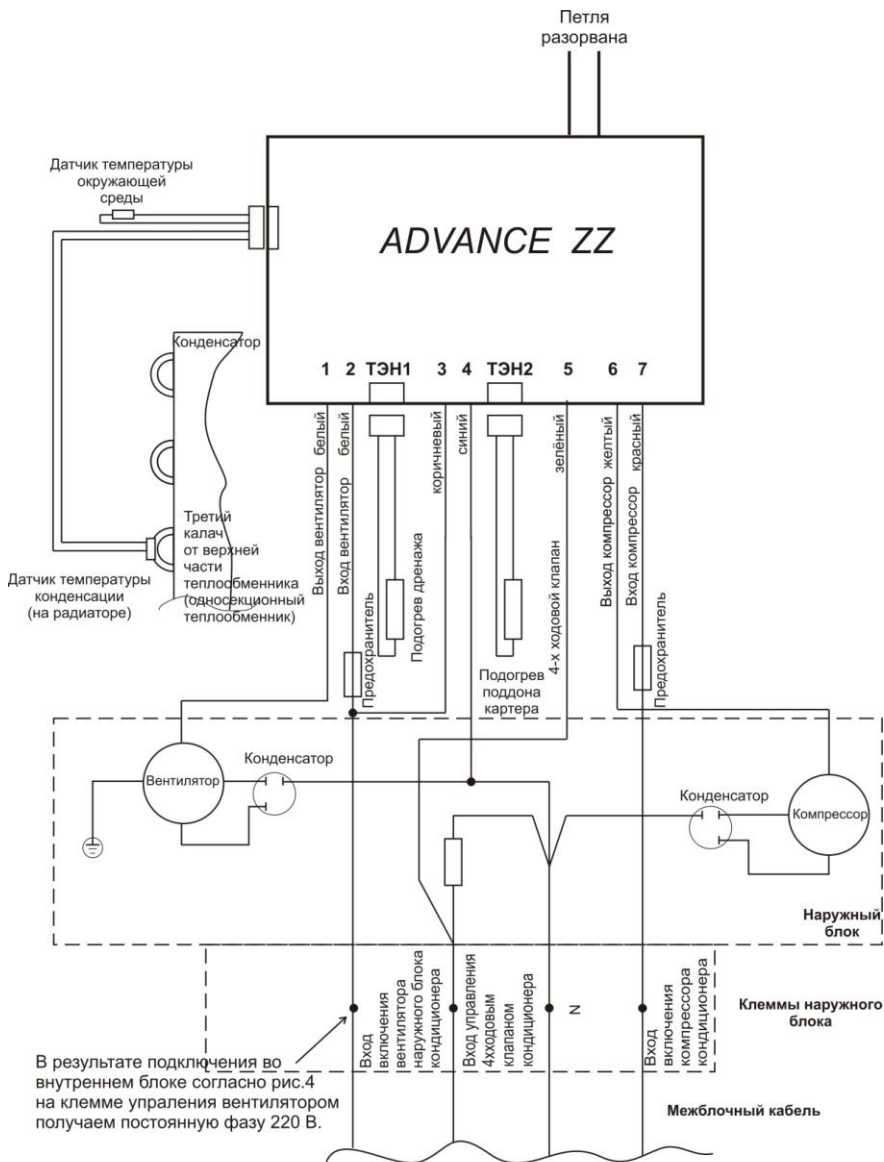 Петля
разорвана
Датчик температуры
окружающей
среды
ADVANCE ZZ
Конденсатор
1 2 ТЭН1 3 4 ТЭН2 5 6 7
белый
белый
коричневый
синий
зелёный
желтый
красный
Выход вентилятор
Вход вентилятор
Подогрев дренажа
4-х ходовой клапан
Выход компрессор
Вход компрессор
Третий
калач
от верхней
части
теплообменника
(односекционный
теплообменник)
Датчик температуры
конденсации
(на радиаторе)
Предохранитель
Подогрев
поддона
картера
Предохранитель
Вентилятор
Конденсатор
Конденсатор
Компрессор
Наружный
блок
Вход
включения
вентилятора
наружного блока
кондиционера
Вход управления
4хходовым
клапаном
кондиционера
N
Вход
включения
компрессора
кондиционера
Клеммы наружного
блока
В результате подключения во
внутреннем блоке согласно рис.4
на клемме упраления вентилятором
получаем постоянную фазу 220 В.
Межблочный кабель